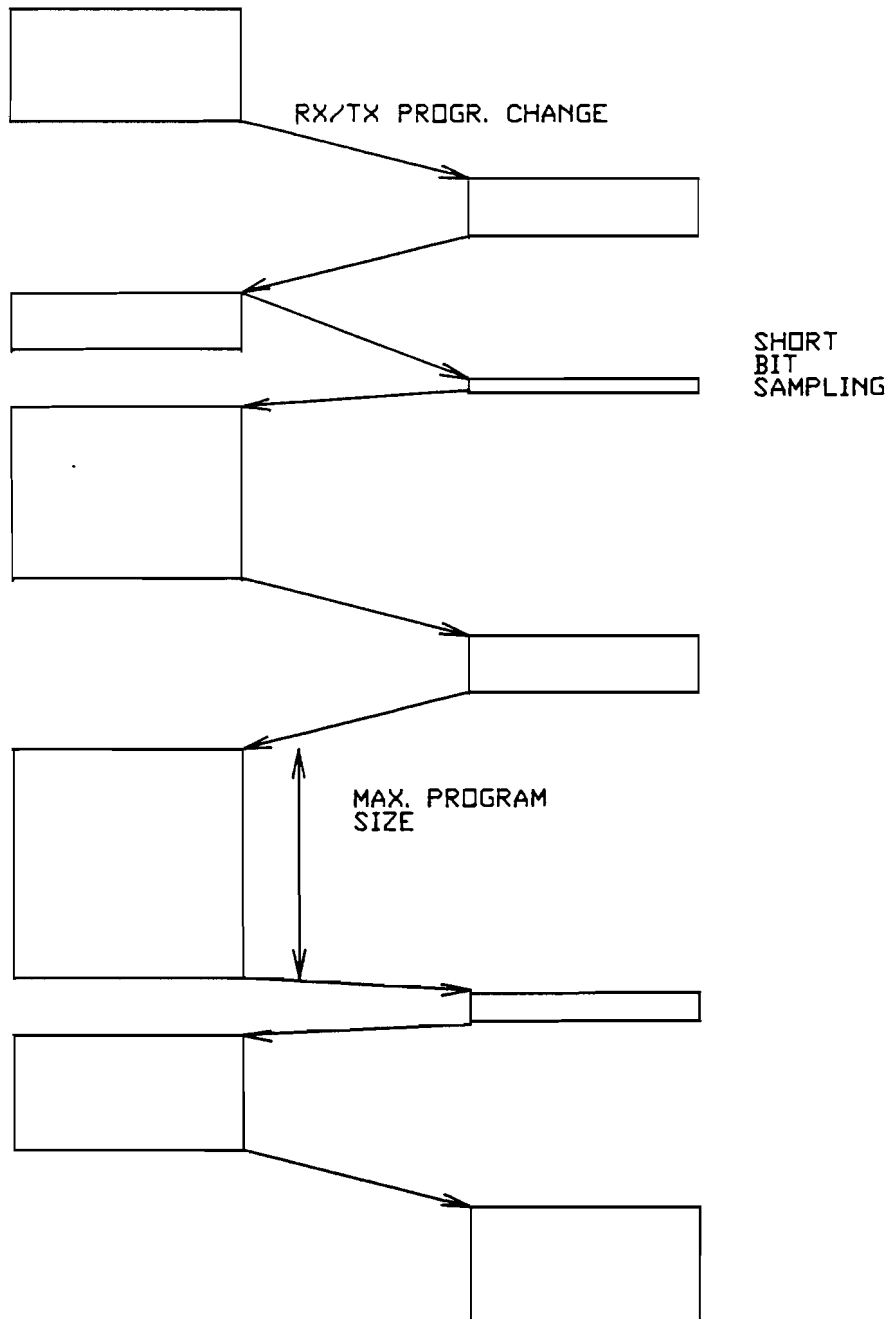 RX/TX PROGR. CHANGE
SHORT
BIT
SAMPLING
MAX. PROGRAM
SIZE